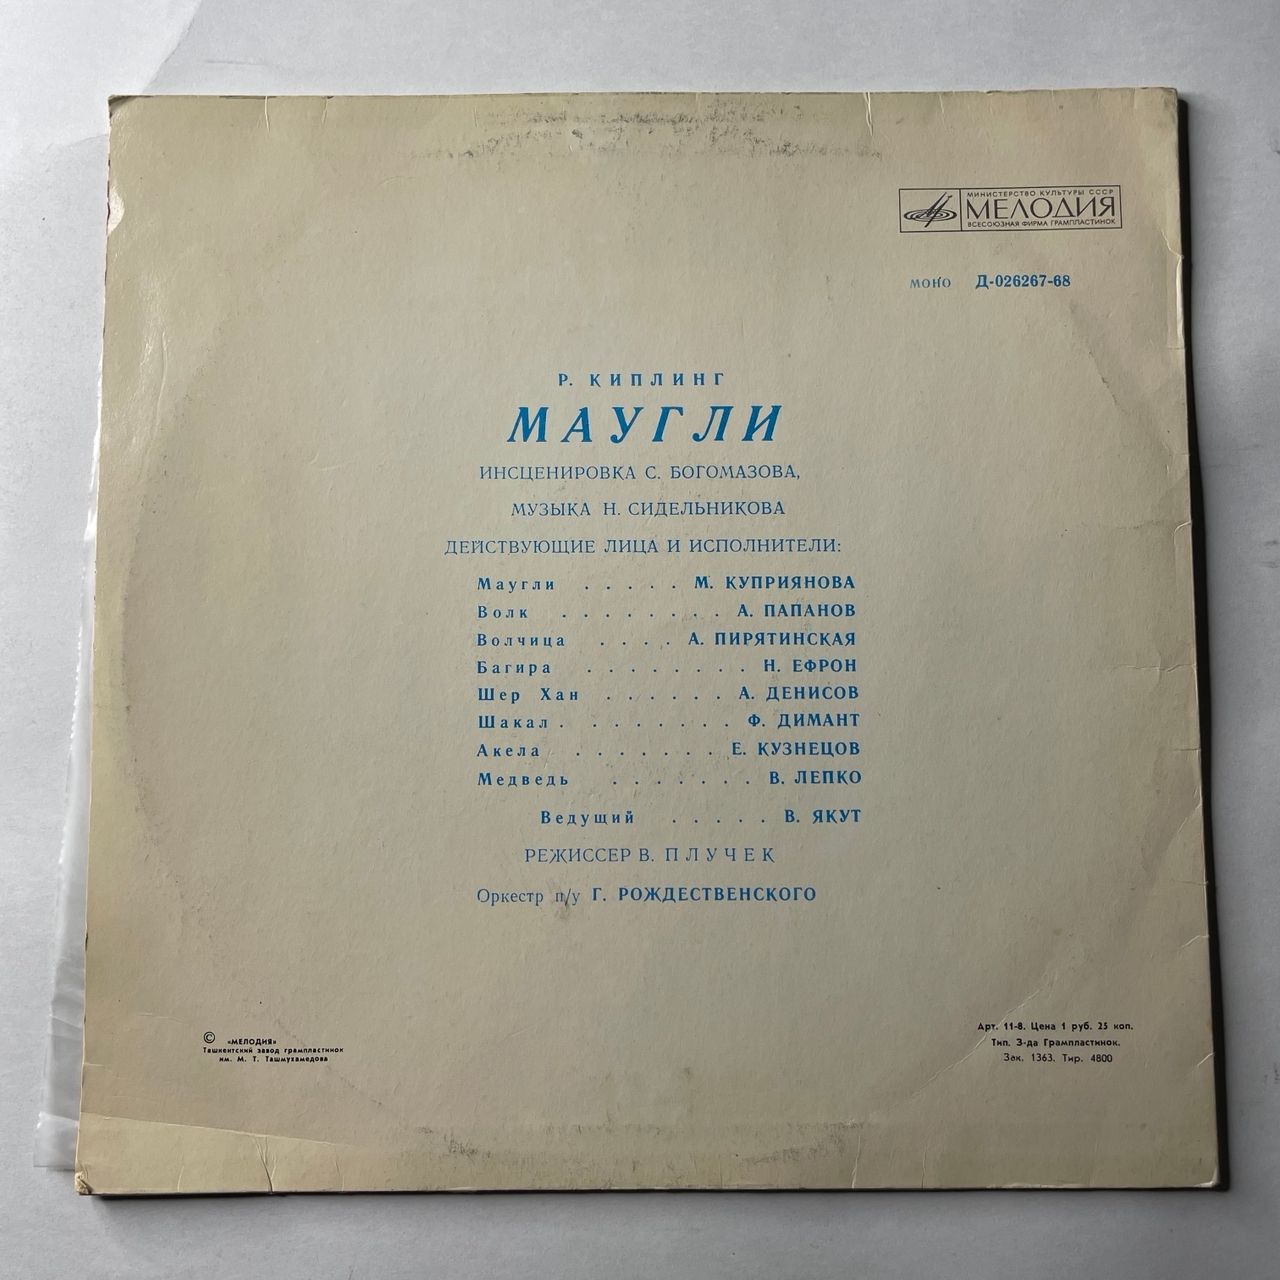 МИНИСТЕРСТВО КУЛЬТУРЫ СССР
МЕЛОДИЯ
ВСЕСОЮЗНАЯ ФИРМА ГРАМПЛАСТИНОК
МОНО Д-026267-68
Р. КИПЛИНГ
МАУГЛИ
ИНСЦЕНИРОВКА С. БОГОМАЗОВА,
МУЗЫКА Н. СИДЕЛЬНИКОВА
ДЕЙСТВУЮЩИЕ ЛИЦА И ИСПОЛНИТЕЛИ:
Маугли . . . . . М. КУПРИЯНОВА
Волк . . . . . . . . А. ПАПАНОВ
Волчица . . . . А. ПИРЯТИНСКАЯ
Багира . . . . . . . . Н. ЕФРОН
Шер Хан . . . . . . А. ДЕНИСОВ
Шакал . . . . . . . . Ф. ДИМАНТ
Акела . . . . . . . Е. КУЗНЕЦОВ
Медведь . . . . . . . В. ЛЕПКО
Ведущий . . . . . В. ЯКУТ
РЕЖИССЕР В. ПЛУЧЕК
Оркестр п/у Г. РОЖДЕСТВЕНСКОГО
© «МЕЛОДИЯ»
Ташкентский завод грампластинок
им. М. Т. Ташмухамедова
Арт. 11-8. Цена 1 руб. 25 коп.
Тип. З-да Грампластинок.
Зак. 1363. Тир. 4800